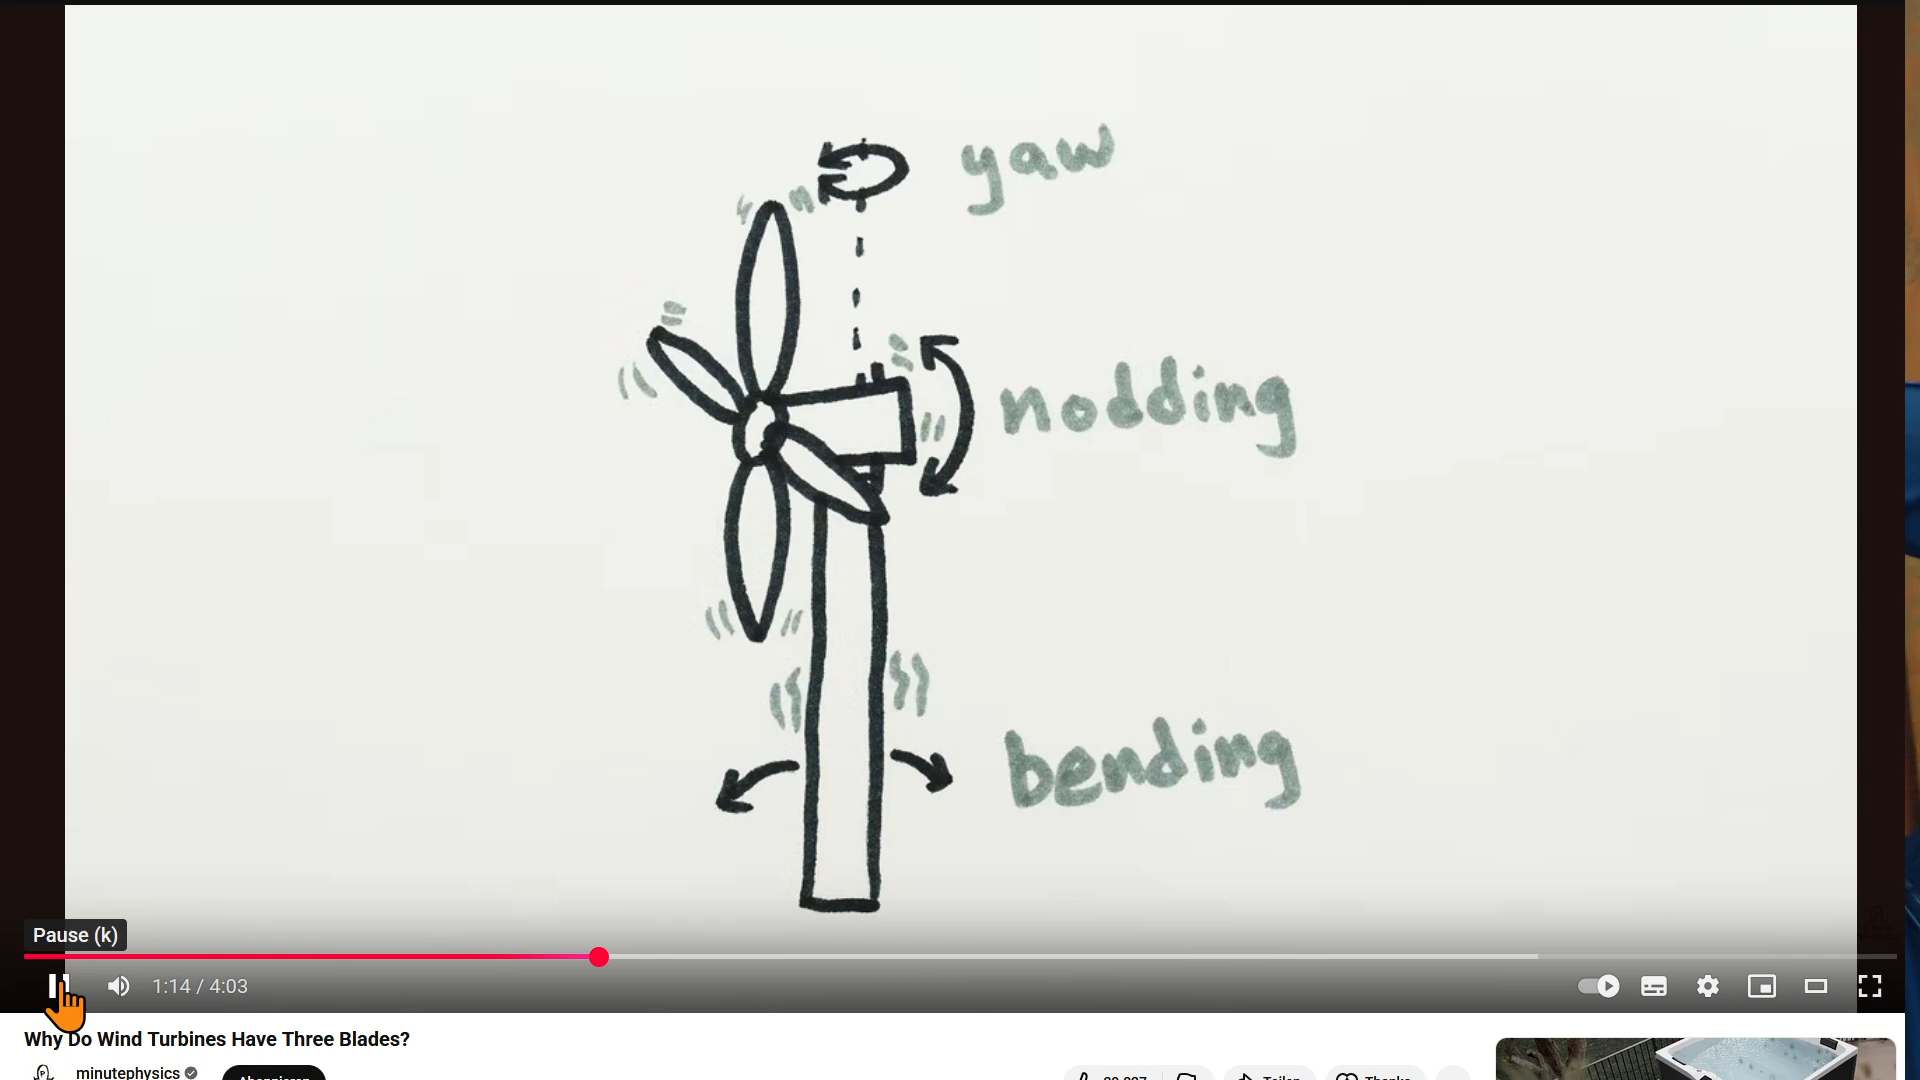 yaw
nodding
bending
Pause (k)
1:14 / 4:03
Why Do Wind Turbines Have Three Blades?
minutephysics